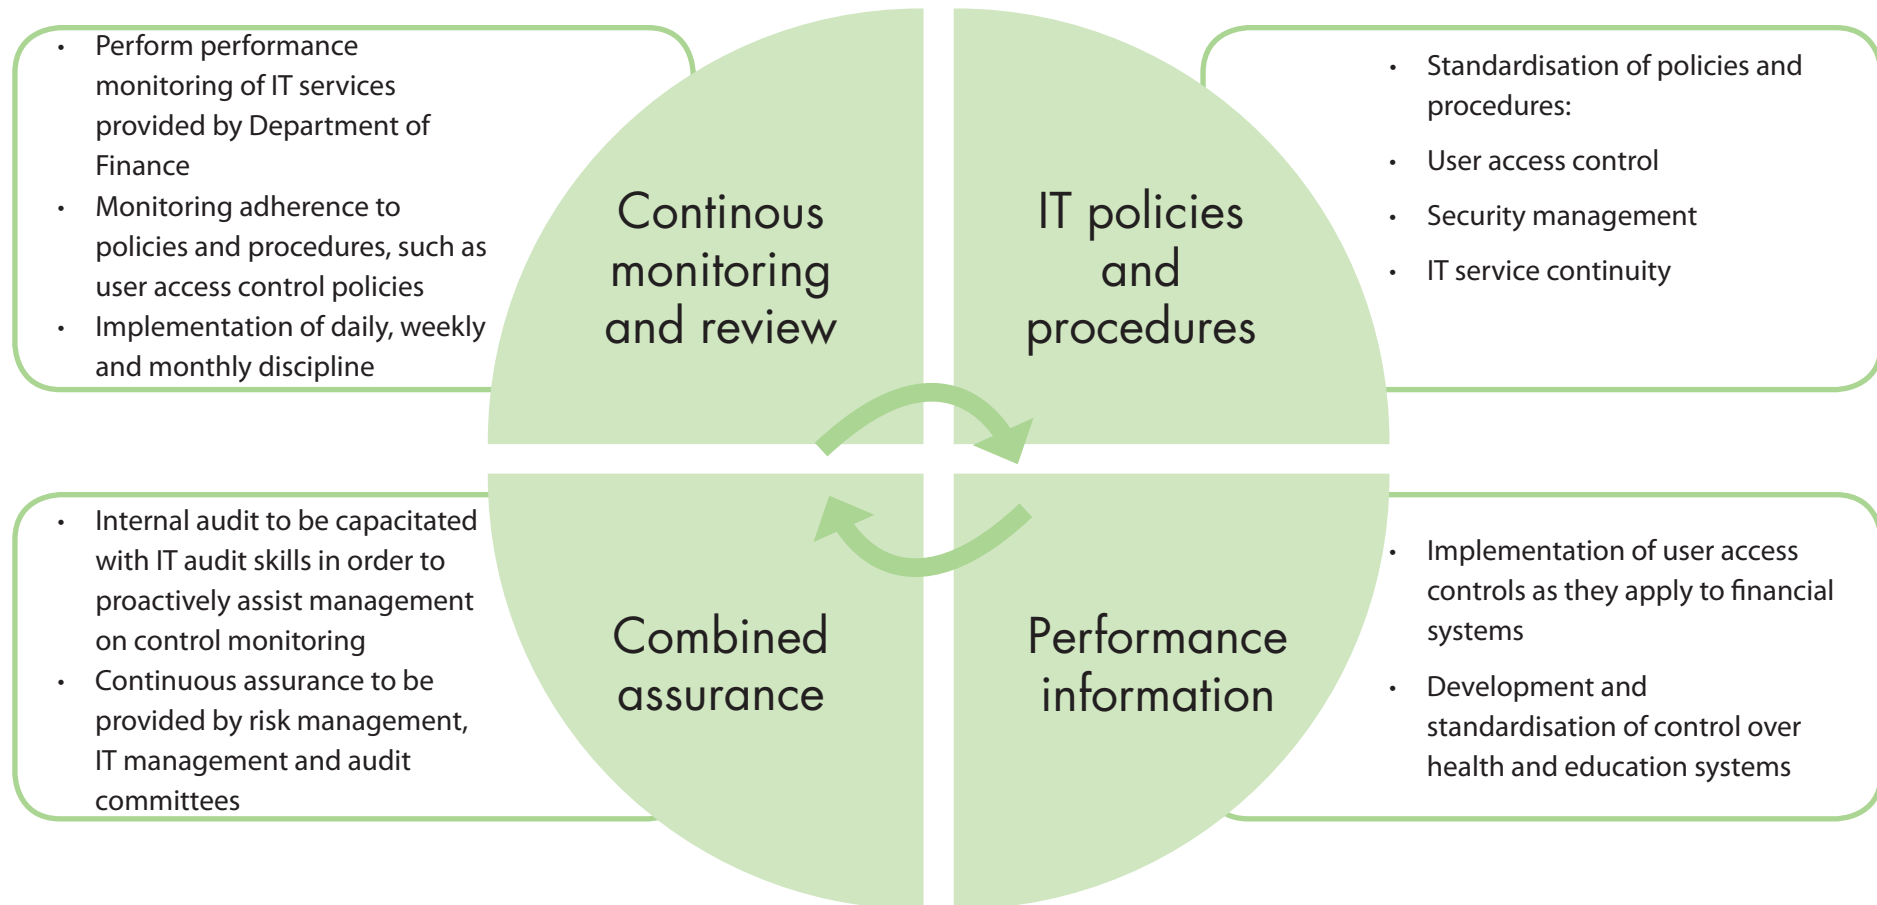 • Perform performance
monitoring of IT services
provided by Department of
Finance
• Monitoring adherence to
policies and procedures, such as
user access control policies
• Implementation of daily, weekly
and monthly discipline
Continous
monitoring
and review
IT policies
and
procedures
• Standardisation of policies and
procedures:
• User access control
• Security management
• IT service continuity
• Internal audit to be capacitated
with IT audit skills in order to
proactively assist management
on control monitoring
• Continuous assurance to be
provided by risk management,
IT management and audit
committees
Combined
assurance
Performance
information
• Implementation of user access
controls as they apply to financial
systems
• Development and
standardisation of control over
health and education systems